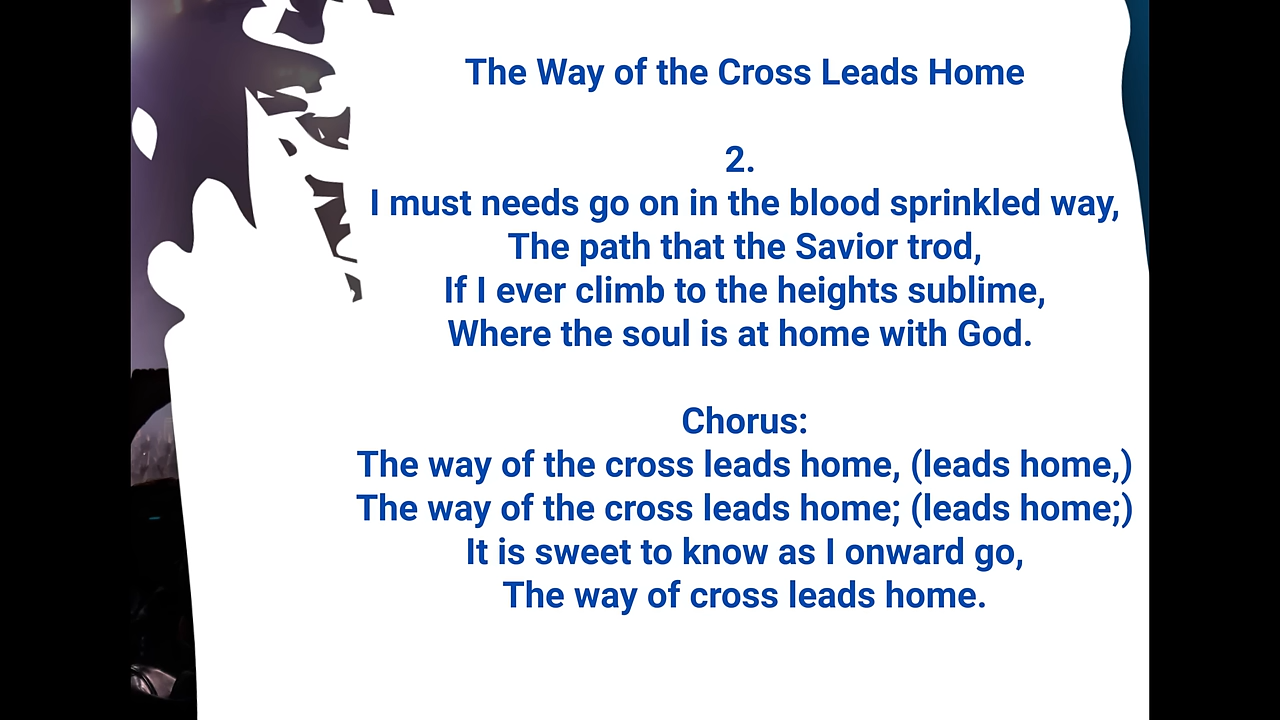 The Way of the Cross Leads Home
2.
I must needs go on in the blood sprinkled way,
The path that the Savior trod,
If I ever climb to the heights sublime,
Where the soul is at home with God.
Chorus:
The way of the cross leads home, (leads home,)
The way of the cross leads home; (leads home;)
It is sweet to know as I onward go,
The way of cross leads home.